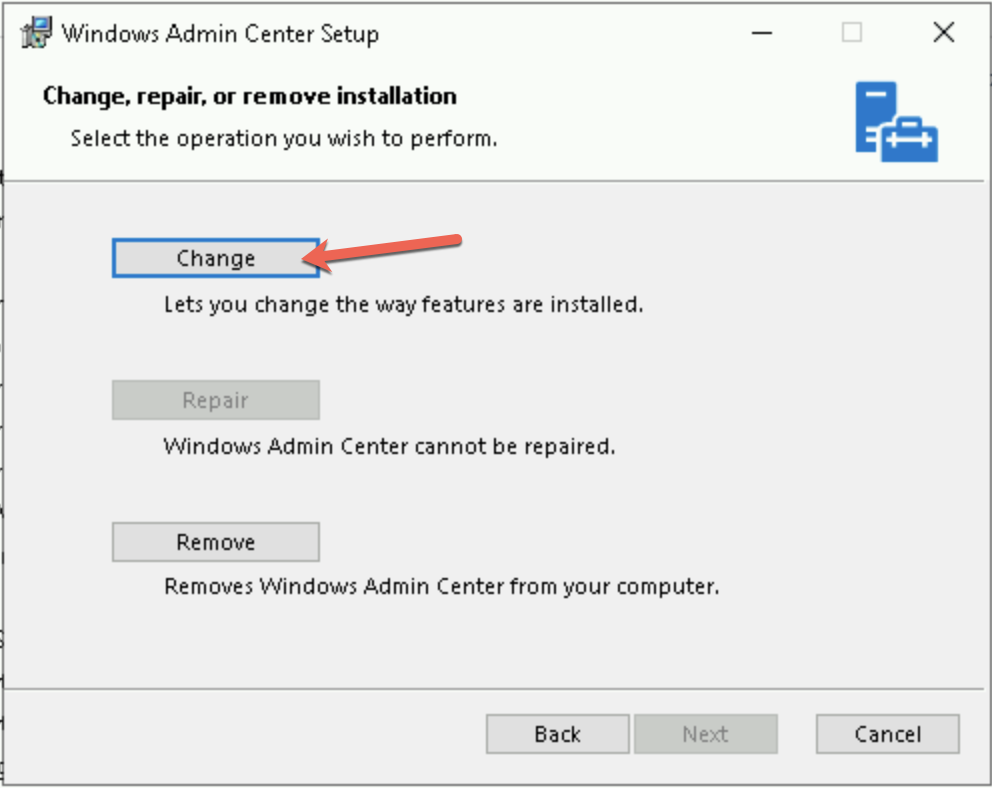 Windows Admin Center Setup
Change, repair, or remove installation
Select the operation you wish to perform.
Change
Lets you change the way features are installed.
Repair
Windows Admin Center cannot be repaired.
Remove
Removes Windows Admin Center from your computer.
Back Next Cancel